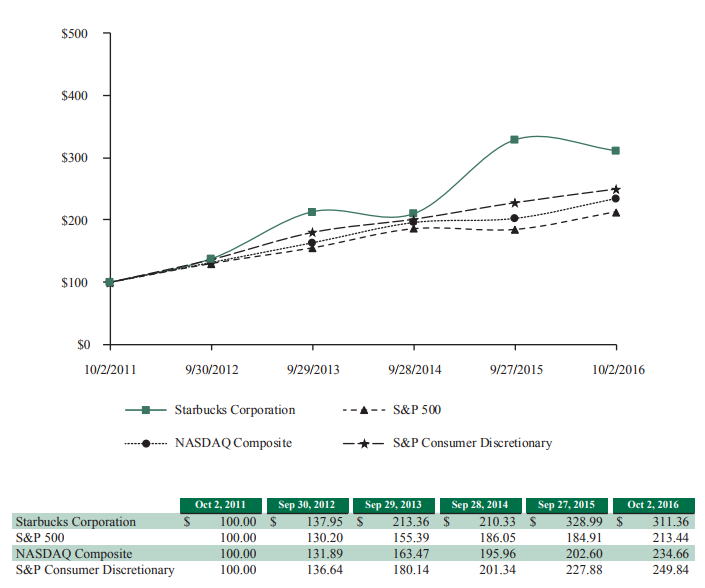 $500
$400
$300
$200
$100
$0
10/2/2011 9/30/2012 9/29/2013 9/28/2014 9/27/2015 10/2/2016
Starbucks Corporation S&P 500
NASDAQ Composite S&P Consumer Discretionary
Oct 2, 2011 Sep 30, 2012 Sep 29, 2013 Sep 28, 2014 Sep 27, 2015 Oct 2, 2016
Starbucks Corporation $ 100.00 $ 137.95 $ 213.36 $ 210.33 $ 328.99 $ 311.36
S&P 500 100.00 130.20 155.39 186.05 184.91 213.44
NASDAQ Composite 100.00 131.89 163.47 195.96 202.60 234.66
S&P Consumer Discretionary 100.00 136.64 180.14 201.34 227.88 249.84